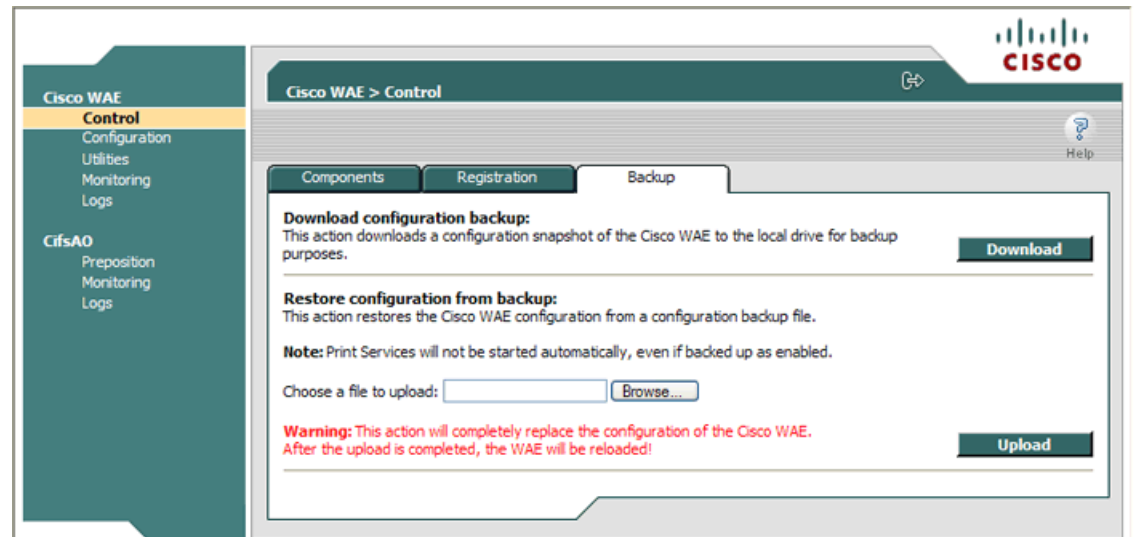 CISCO
Cisco WAE
Control
Configuration
Utilities
Monitoring
Logs
CifsAO
Preposition
Monitoring
Logs
Cisco WAE > Control
Help
Components
Registration
Backup
Download configuration backup:
This action downloads a configuration snapshot of the Cisco WAE to the local drive for backup
purposes.
Download
Restore configuration from backup:
This action restores the Cisco WAE configuration from a configuration backup file.
Note: Print Services will not be started automatically, even if backed up as enabled.
Choose a file to upload:
Browse...
Warning: This action will completely replace the configuration of the Cisco WAE.
After the upload is completed, the WAE will be reloaded!
Upload